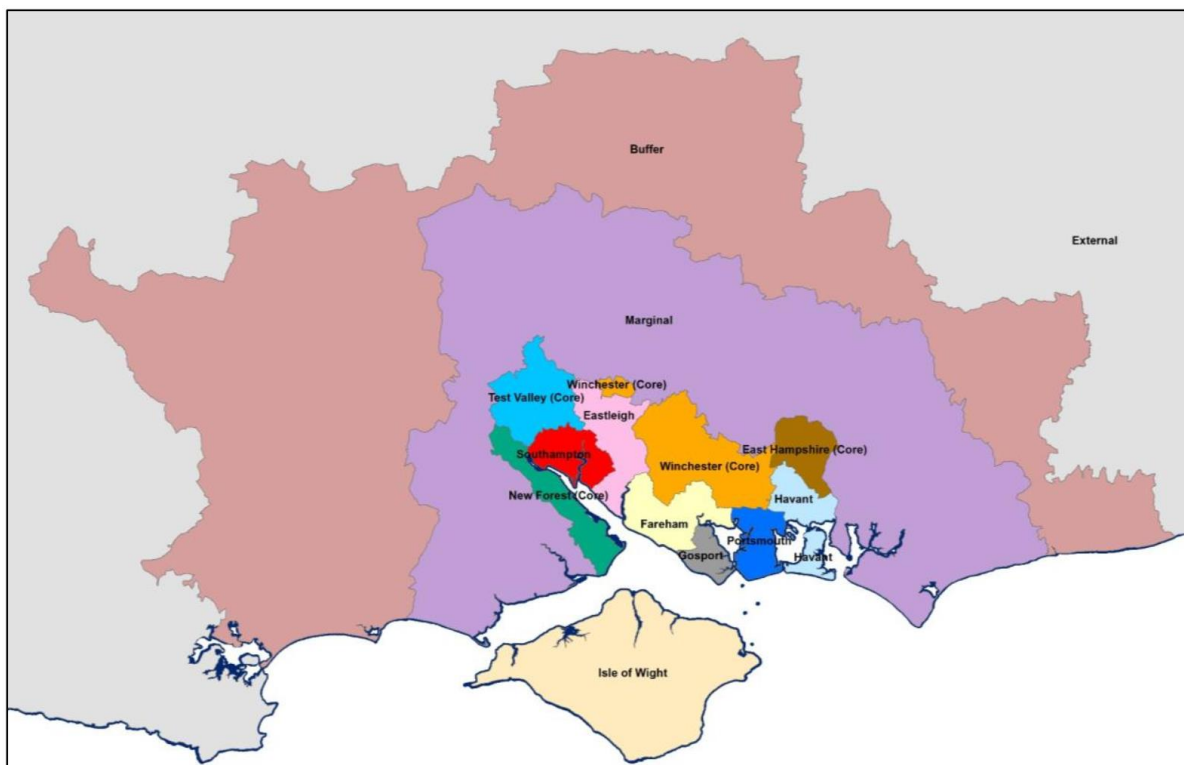 Buffer
External
Marginal
Winchester (Core)
Test Valley (Core)
Eastleigh
East Hampshire (Core)
Southampton
Winchester (Core)
New Forest (Core)
Havant
Fareham
Portsmouth
Gosport
Havant
Isle of Wight